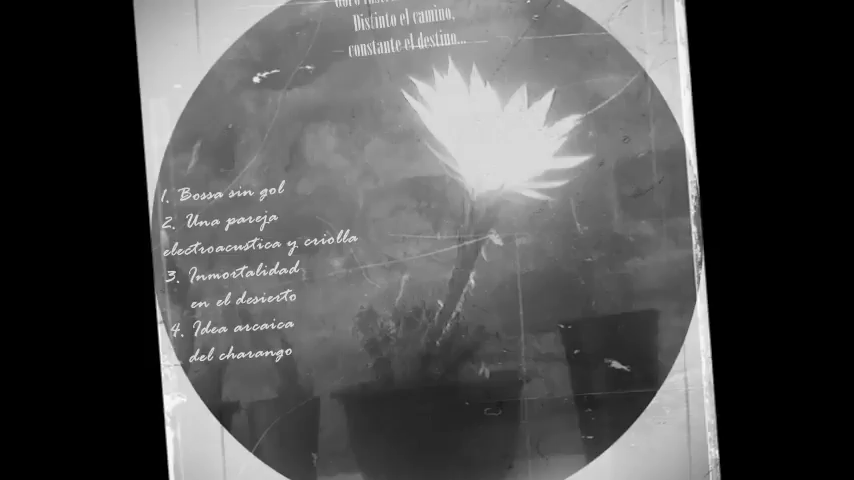 Distinto el camino,
constante el destino...
1. Bossa sin gol
2. Una pareja
electroacustica y criolla
3. Inmortalidad
en el desierto
4. Idea arcaica
del charango